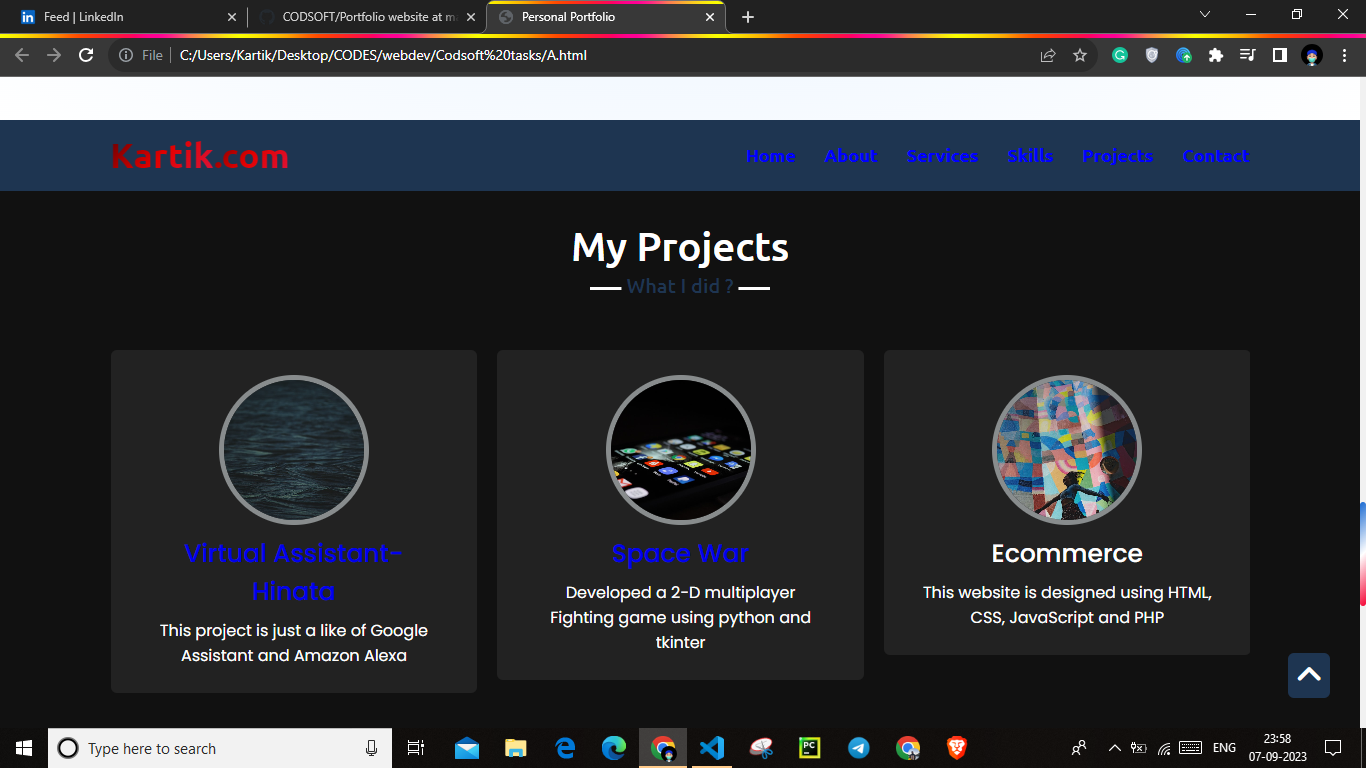 Feed | LinkedIn
CODSOFT/Portfolio website at m
Personal Portfolio
File
C:/Users/Kartik/Desktop/CODES/webdev/Codsoft%20tasks/A.html
Kartik.com
Home About Services Skills Projects Contact
My Projects
What I did ?
Virtual Assistant-
Hinata
This project is just a like of Google
Assistant and Amazon Alexa
Space War
Developed a 2-D multiplayer
Fighting game using python and
tkinter
Ecommerce
This website is designed using HTML,
CSS, JavaScript and PHP
Type here to search
PC
ENG
23:58
07-09-2023